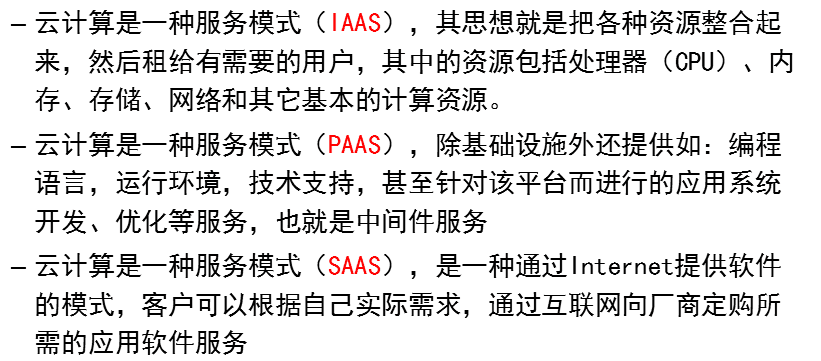 – 云计算是一种服务模式（IAAS），其思想就是把各种资源整合起
来，然后租给有需要的用户，其中的资源包括处理器（CPU）、内
存、存储、网络和其它基本的计算资源。
– 云计算是一种服务模式（PAAS），除基础设施外还提供如：编程
语言，运行环境，技术支持，甚至针对该平台而进行的应用系统
开发、优化等服务，也就是中间件服务
– 云计算是一种服务模式（SAAS），是一种通过Internet提供软件
的模式，客户可以根据自己实际需求，通过互联网向厂商定购所
需的应用软件服务